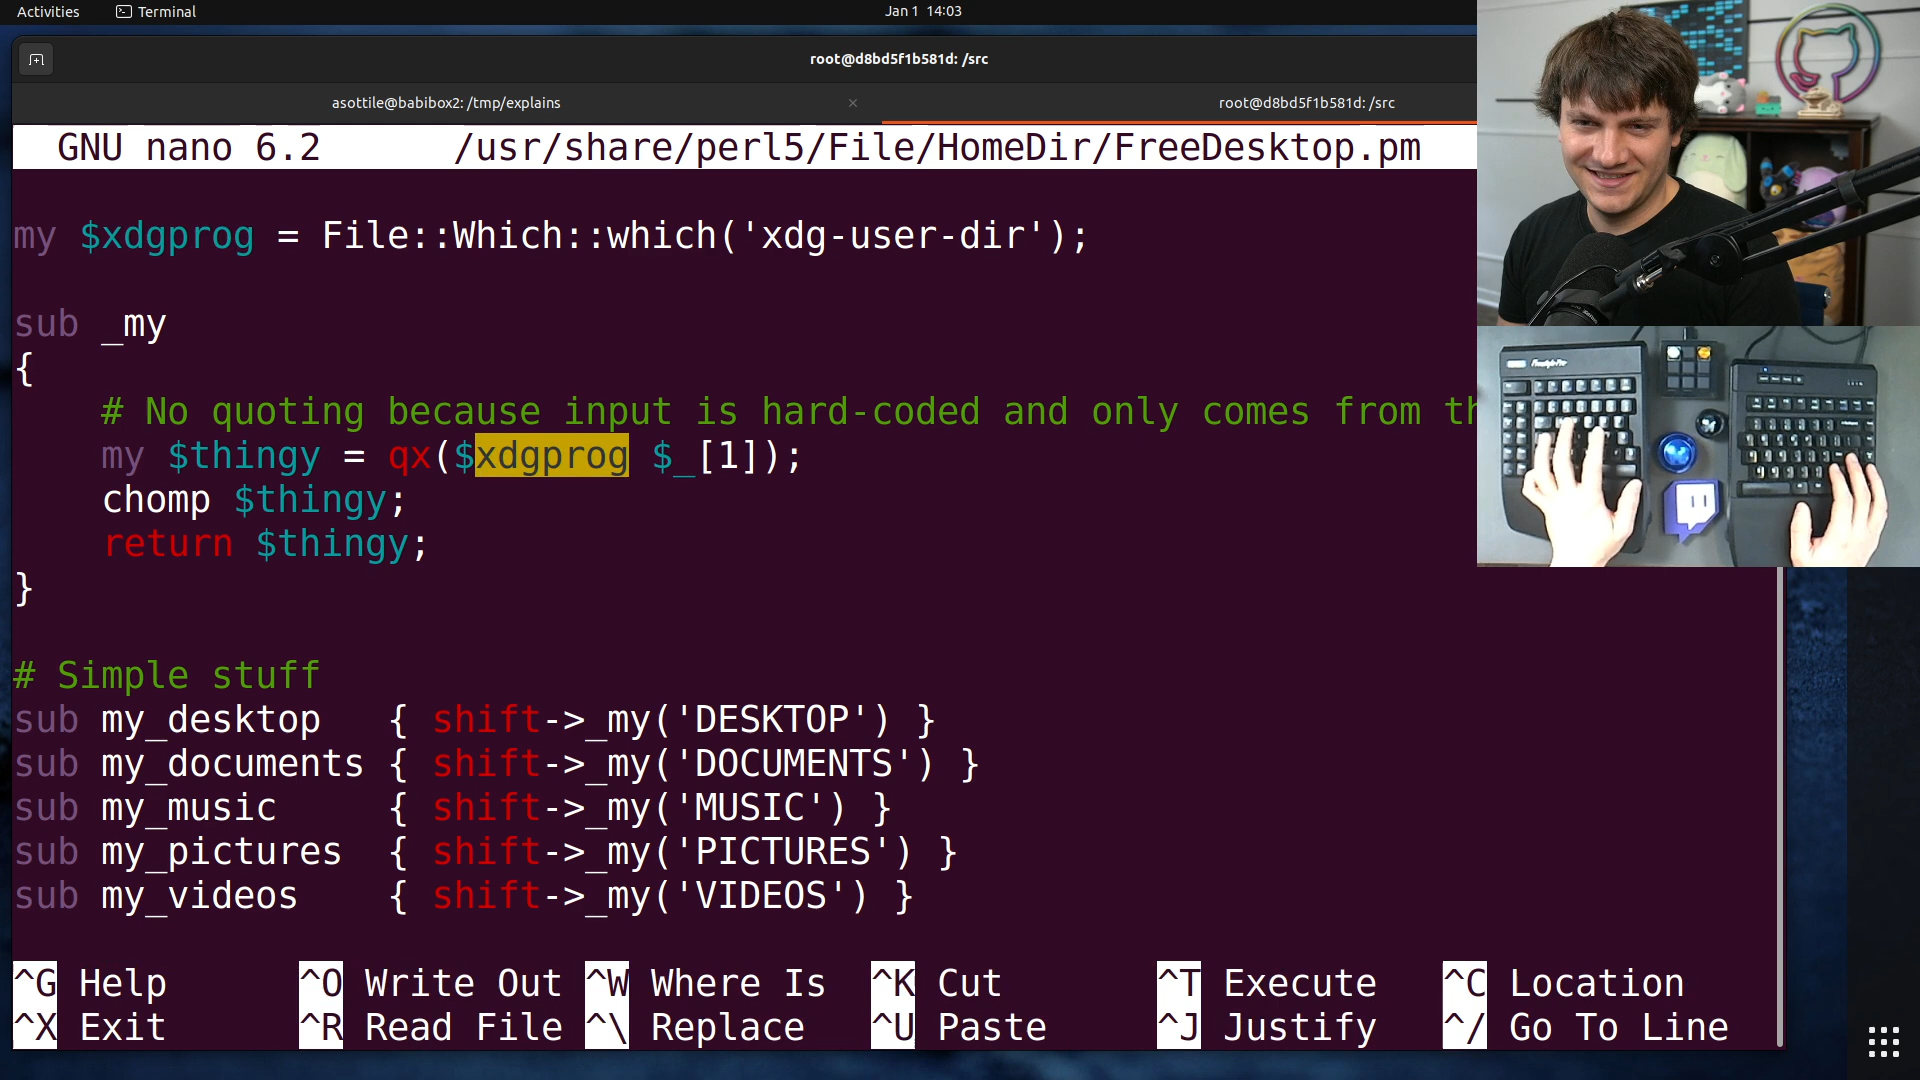 Activities
Terminal
Jan 1 14:03
root@d8bd5f1b581d: /src
asottile@babibox2: /tmp/explains
×
root@d8bd5f1b581d: /src
GNU nano 6.2 /usr/share/perl5/File/HomeDir/FreeDesktop.pm
my $xdgprog = File::Which::which('xdg-user-dir');
sub _my
{
# No quoting because input is hard-coded and only comes from th
my $thingy = qx($xdgprog $_[1]);
chomp $thingy;
return $thingy;
}
# Simple stuff
sub my_desktop { shift->_my('DESKTOP') }
sub my_documents { shift->_my('DOCUMENTS') }
sub my_music { shift->_my('MUSIC') }
sub my_pictures { shift->_my('PICTURES') }
sub my_videos { shift->_my('VIDEOS') }
^G Help ^O Write Out ^W Where Is ^K Cut ^T Execute ^C Location
^X Exit ^R Read File ^\ Replace ^U Paste ^J Justify ^/ Go To Line